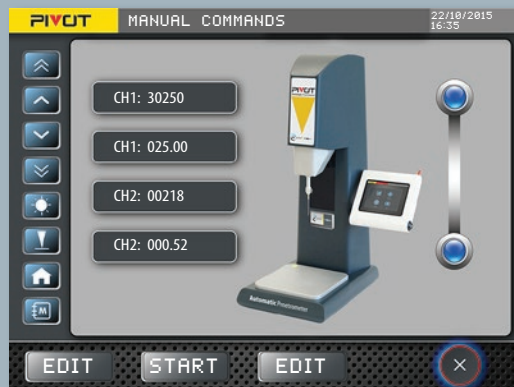 PIVOT
MANUAL COMMANDS
22/10/2015
16:35
CH1: 30250
CH1: 025.00
CH2: 00218
CH2: 000.52
PIVOT
Automatic Penetrometer
M
EDIT
START
EDIT